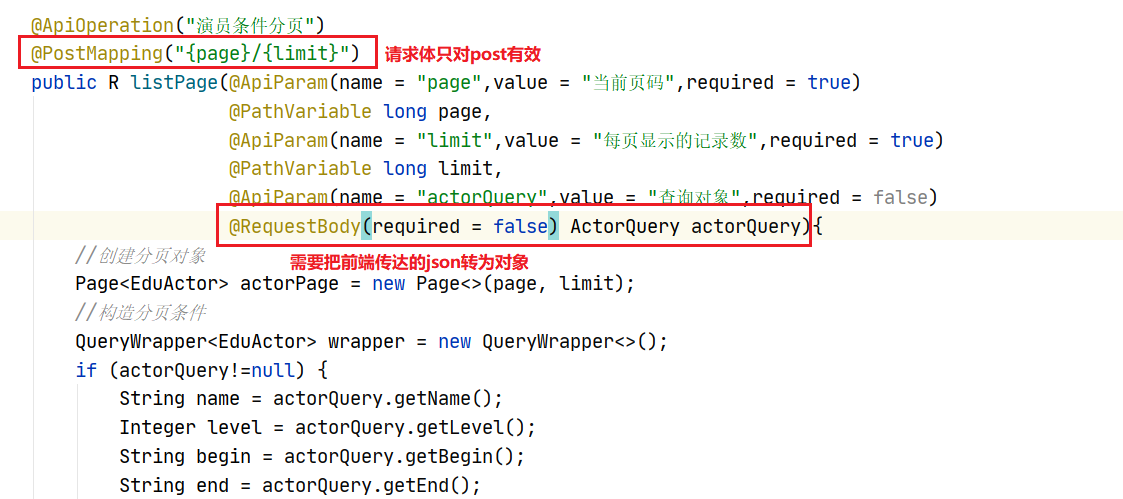 @ApiOperation("演员条件分页")
@PostMapping("{page}/{limit}") 请求体只对post有效
public R listPage(@ApiParam(name = "page",value = "当前页码",required = true)
@PathVariable long page,
@ApiParam(name = "limit",value = "每页显示的记录数",required = true)
@PathVariable long limit,
@ApiParam(name = "actorQuery",value = "查询对象",required = false)
@RequestBody(required = false) ActorQuery actorQuery){
//创建分页对象 需要把前端传达的json转为对象
Page<EduActor> actorPage = new Page<>(page, limit);
//构造分页条件
QueryWrapper<EduActor> wrapper = new QueryWrapper<>();
if (actorQuery!=null) {
String name = actorQuery.getName();
Integer level = actorQuery.getLevel();
String begin = actorQuery.getBegin();
String end = actorQuery.getEnd();